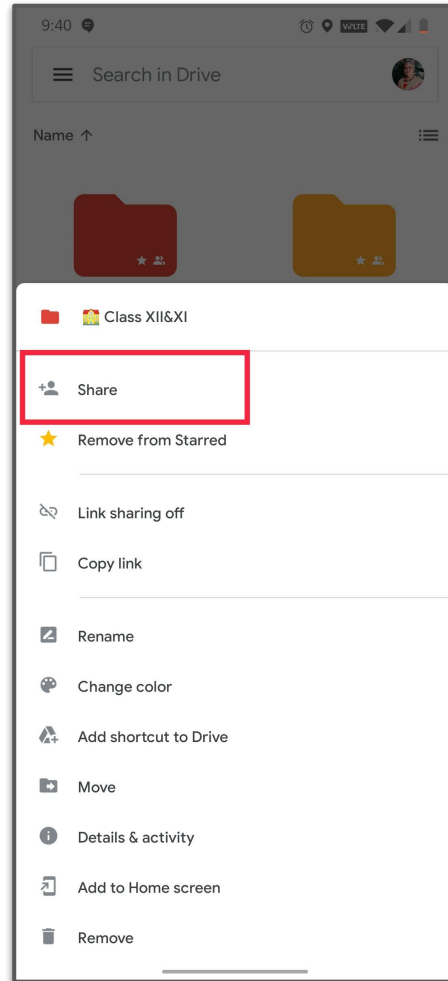 9:40
VoLTE
Search in Drive
Name ↑
Class XII&XI
Share
Remove from Starred
Link sharing off
Copy link
Rename
Change color
Add shortcut to Drive
Move
Details & activity
Add to Home screen
Remove